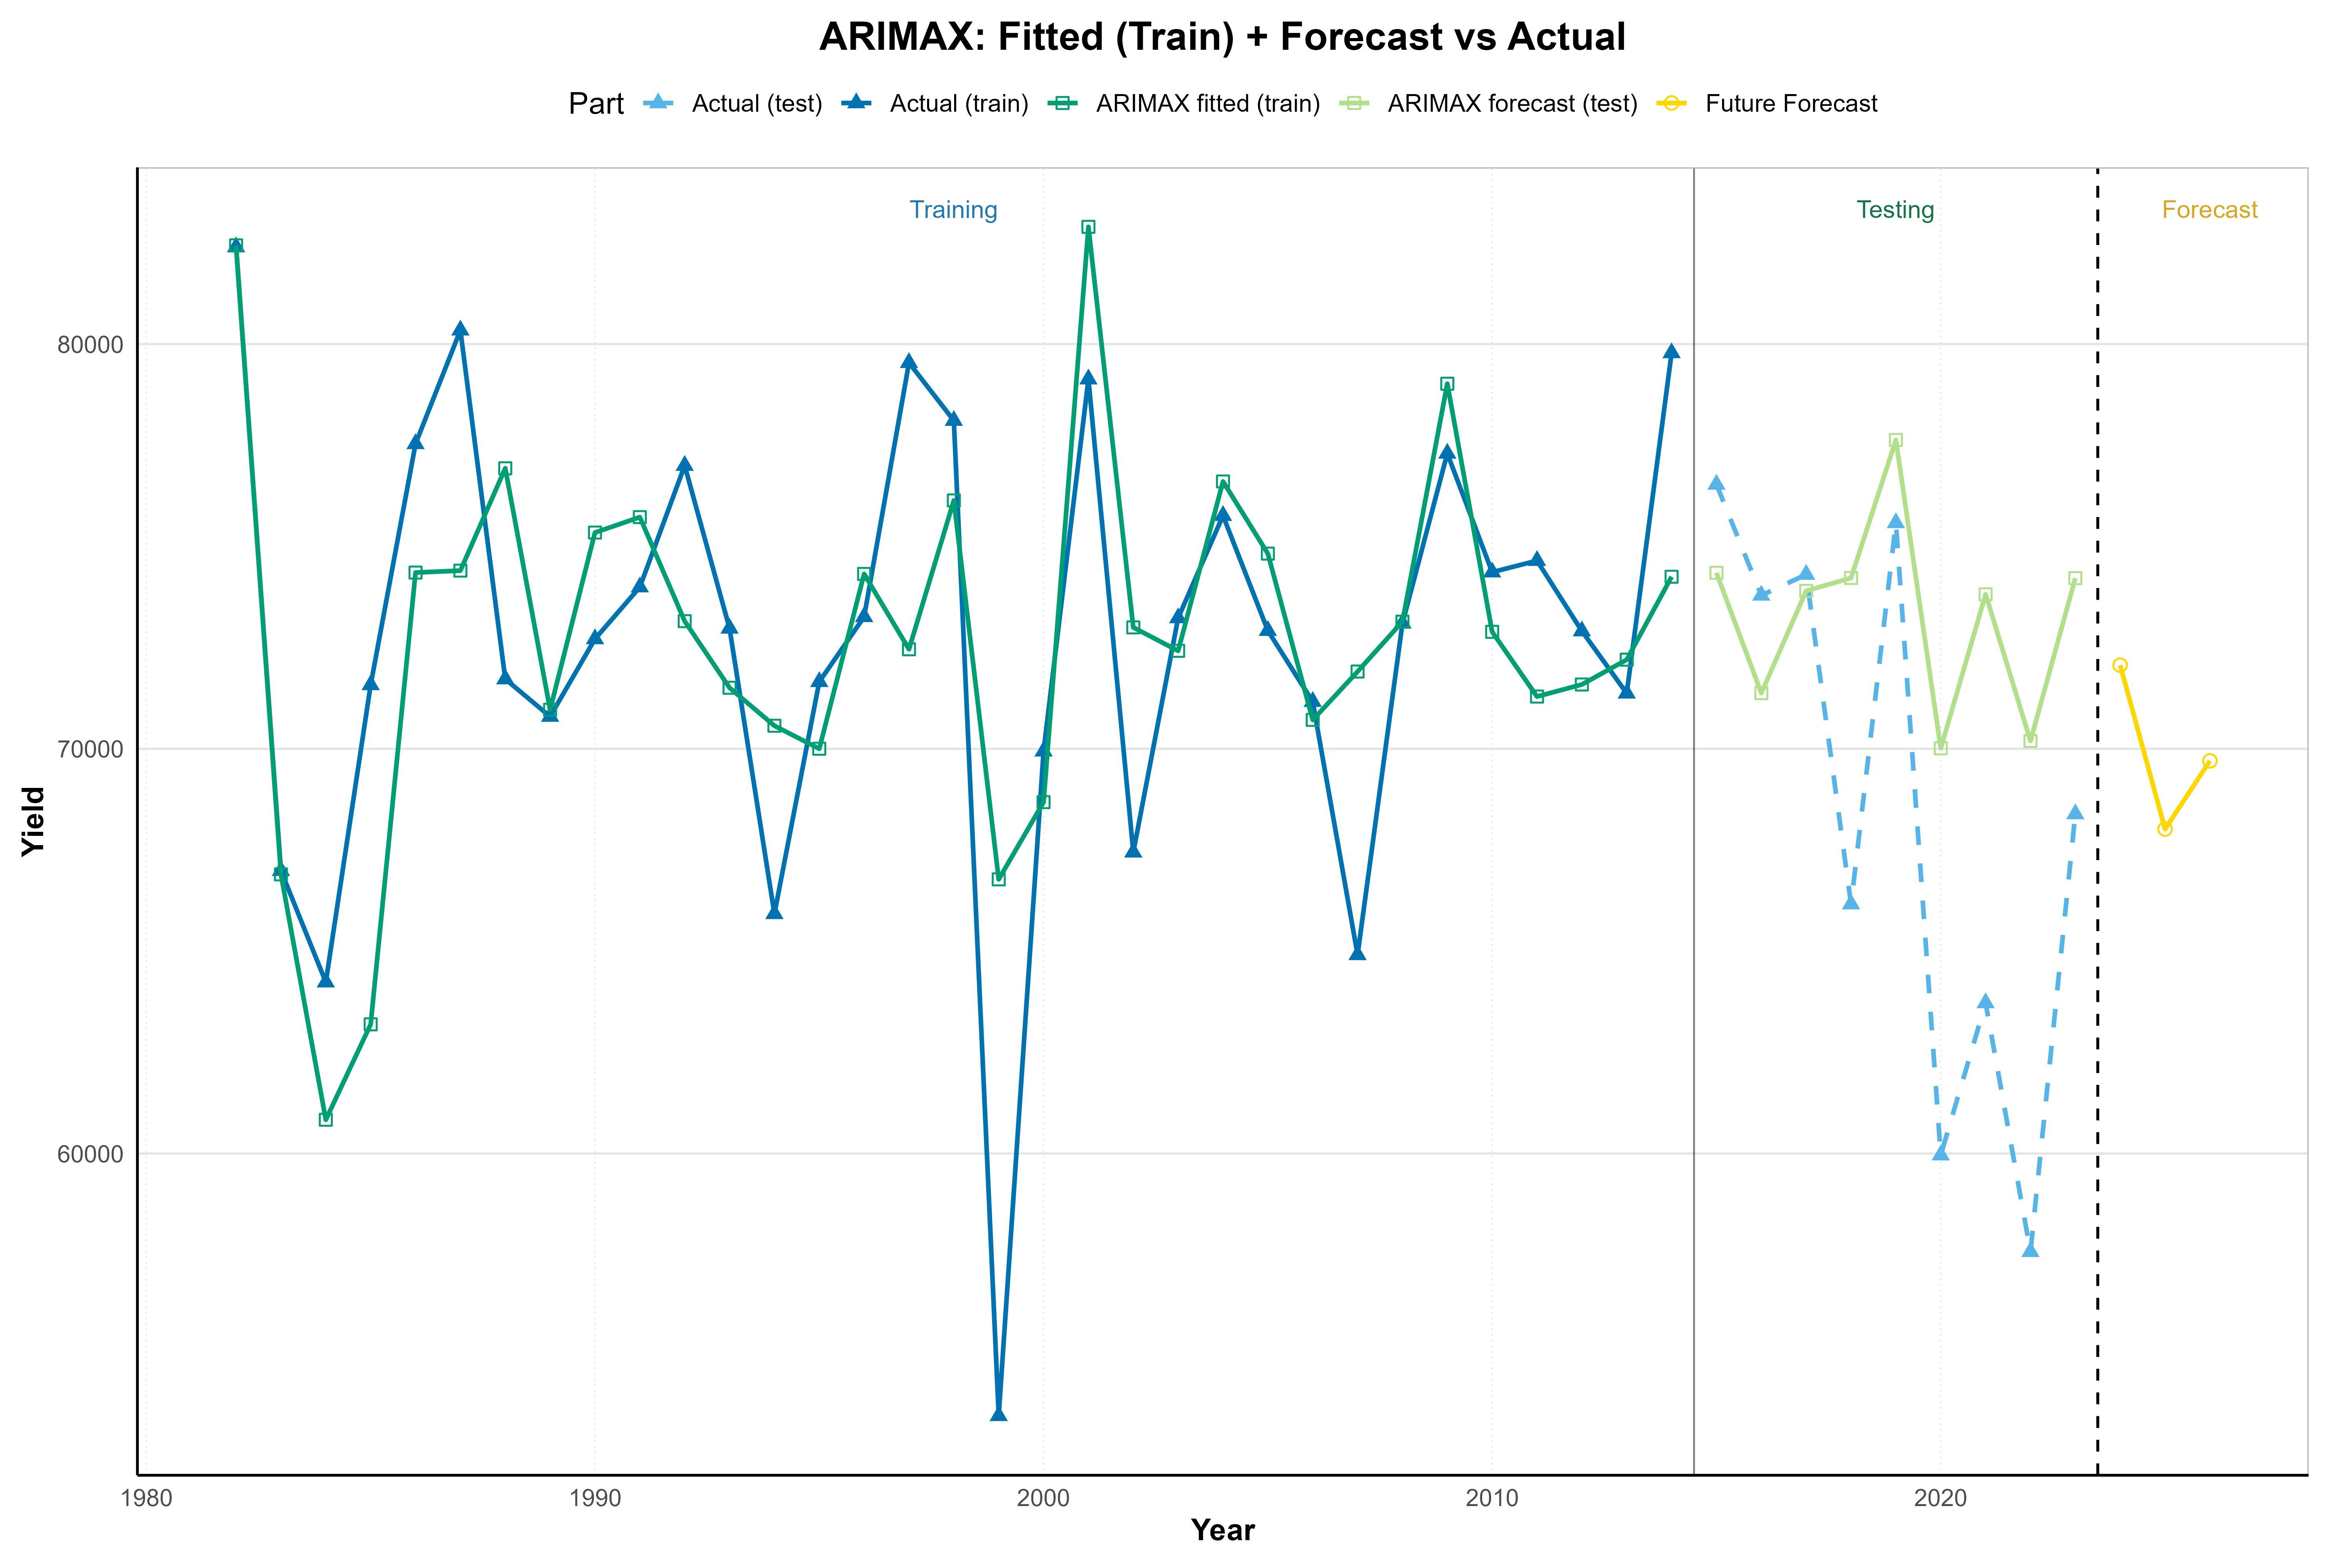 ARIMAX: Fitted (Train) + Forecast vs Actual
Part Actual (test) Actual (train) ARIMAX fitted (train) ARIMAX forecast (test) Future Forecast
Training Testing Forecast
80000
70000
60000
Yield
1980 1990 2000 2010 2020
Year